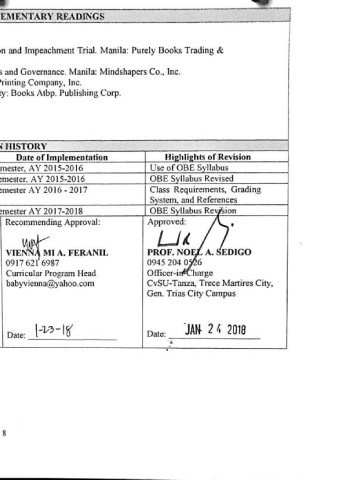 EMENTARY READINGS
on and Impeachment Trial. Manila: Purely Books Trading &
s and Governance. Manila: Mindshapers Co., Inc.
Printing Company, Inc.
ty: Books Atbp. Publishing Corp.
N HISTORY
Date of Implementation Highlights of Revision
mester, AY 2015-2016 Use of OBE Syllabus
emester, AY 2015-2016 OBE Syllabus Revised
emester AY 2016 - 2017 Class Requirements, Grading
System, and References
emester AY 2017-2018 OBE Syllabus Revision
Recommending Approval: Approved:
VIENNA MI A. FERANIL PROF. NOEL A. SEDIGO
0917 621 6987 0945 204 0526
Curricular Program Head Officer-in-Charge
babyvienna@yahoo.com CvSU-Tanza, Trece Martires City,
Gen. Trias City Campus
Date: 1-23-18 Date: JAN 24 2018
8